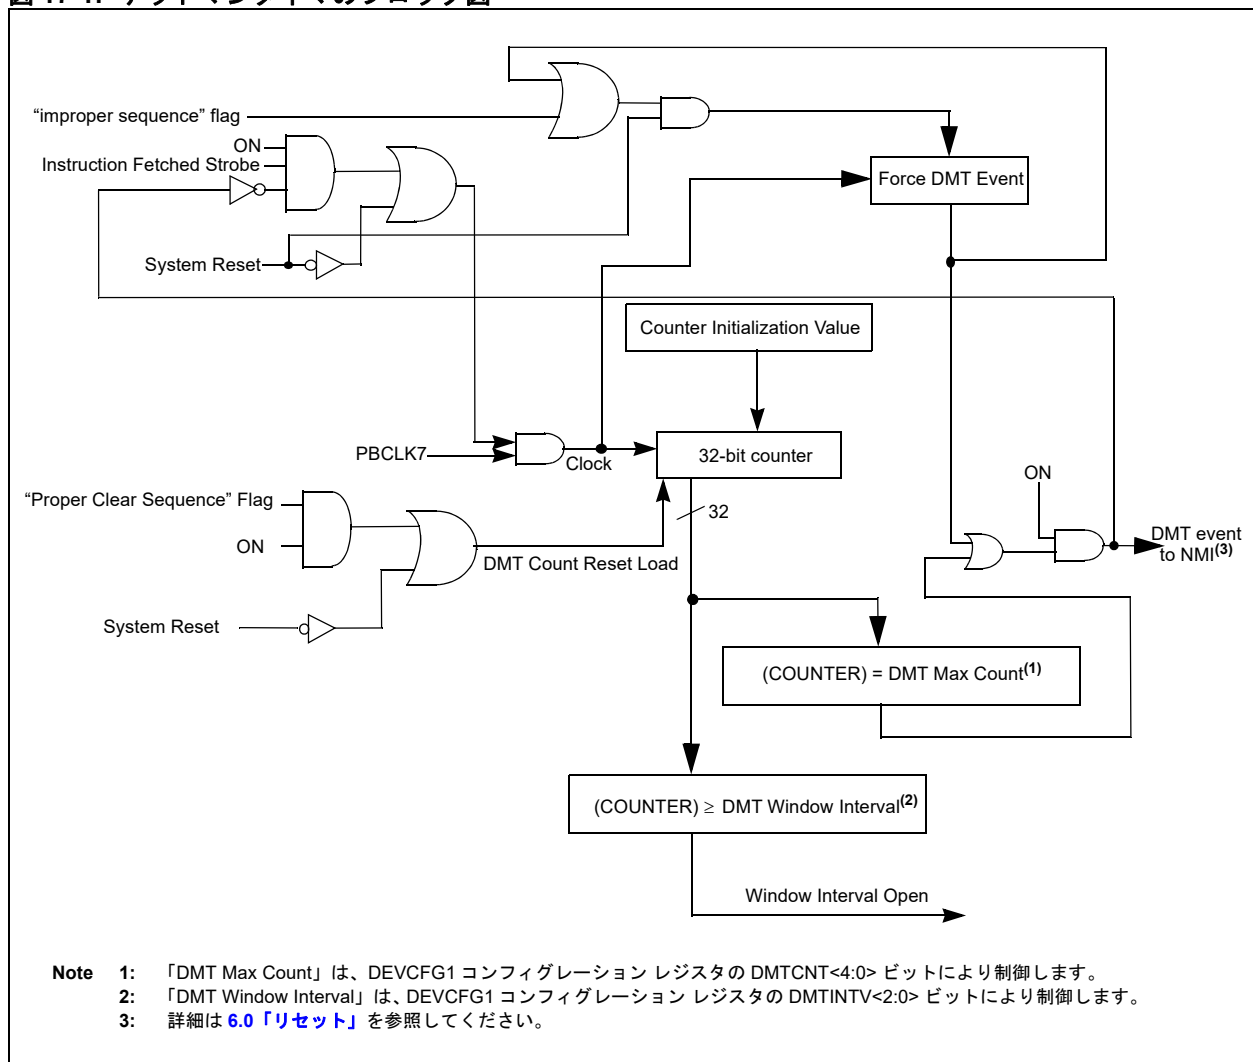 "improper sequence" flag
ON
Instruction Fetched Strobe
Force DMT Event
System Reset
Counter Initialization Value
PBCLK7
Clock
32-bit counter
ON
"Proper Clear Sequence" Flag
32
ON
DMT Count Reset Load
DMT event
to NMI(3)
System Reset
(COUNTER) = DMT Max Count(1)
(COUNTER) ≥ DMT Window Interval(2)
Window Interval Open
Note 1: 「DMT Max Count」は、DEVCFG1 コンフィグレーション レジスタの DMTCNT<4:0> ビットにより制御します。
2: 「DMT Window Interval」は、DEVCFG1 コンフィグレーション レジスタの DMTINTV<2:0> ビットにより制御します。
3: 詳細は 6.0「リセット」を参照してください。